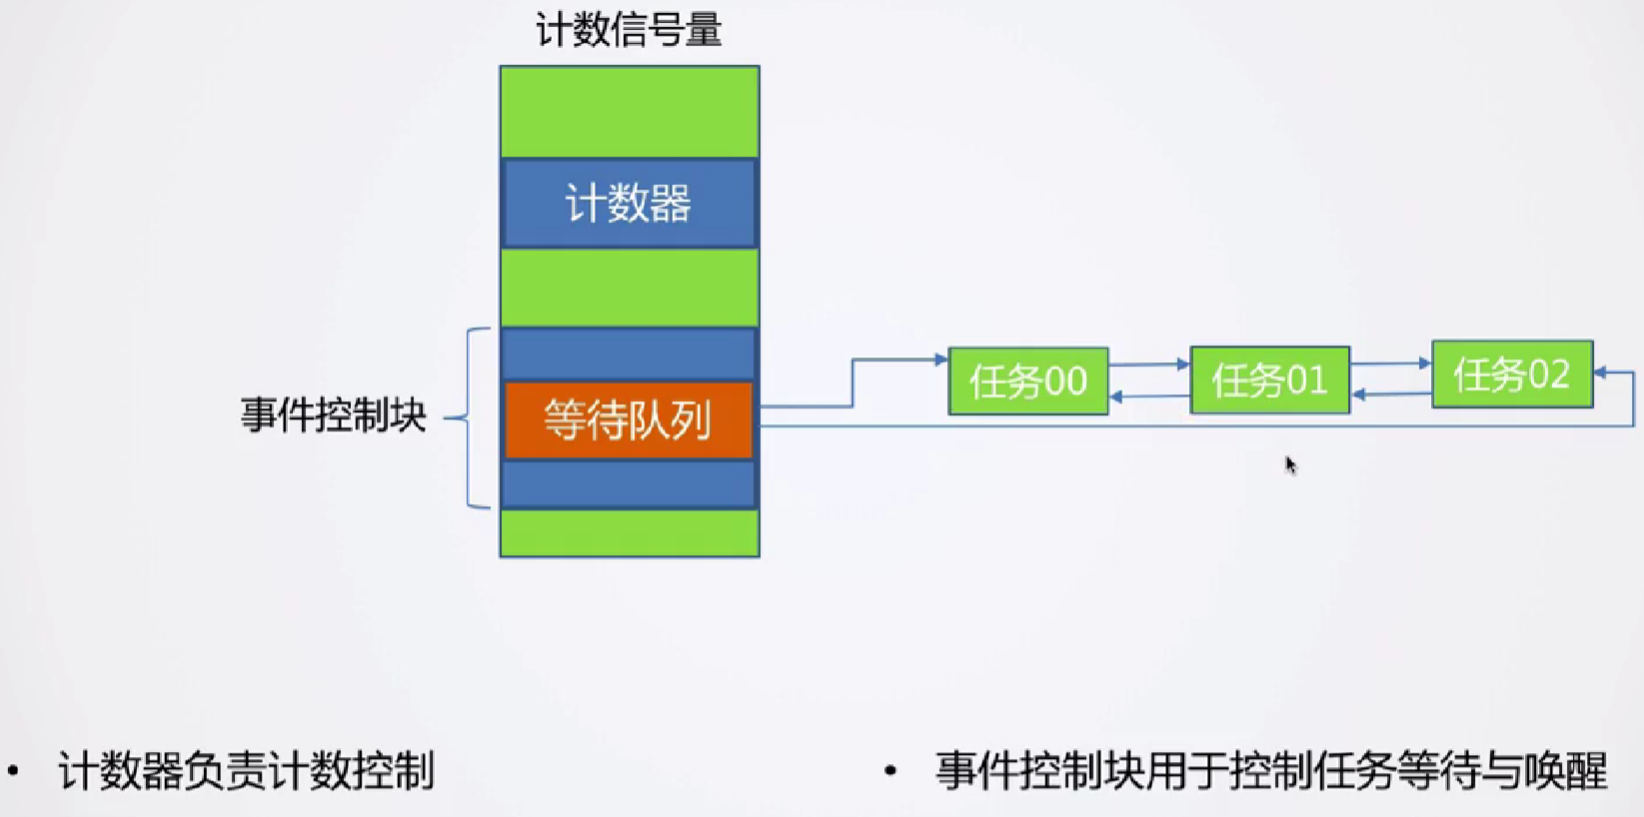 计数信号量
计数器
事件控制块
等待队列
任务00
任务01
任务02
• 计数器负责计数控制
• 事件控制块用于控制任务等待与唤醒